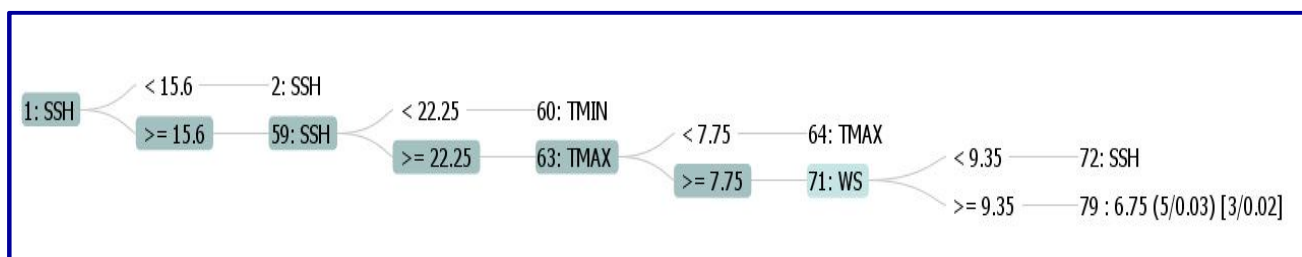 1: SSH
< 15.6
2: SSH
>= 15.6
59: SSH
< 22.25
60: TMIN
>= 22.25
63: TMAX
< 7.75
64: TMAX
>= 7.75
71: WS
< 9.35
72: SSH
>= 9.35
79 : 6.75 (5/0.03) [3/0.02]